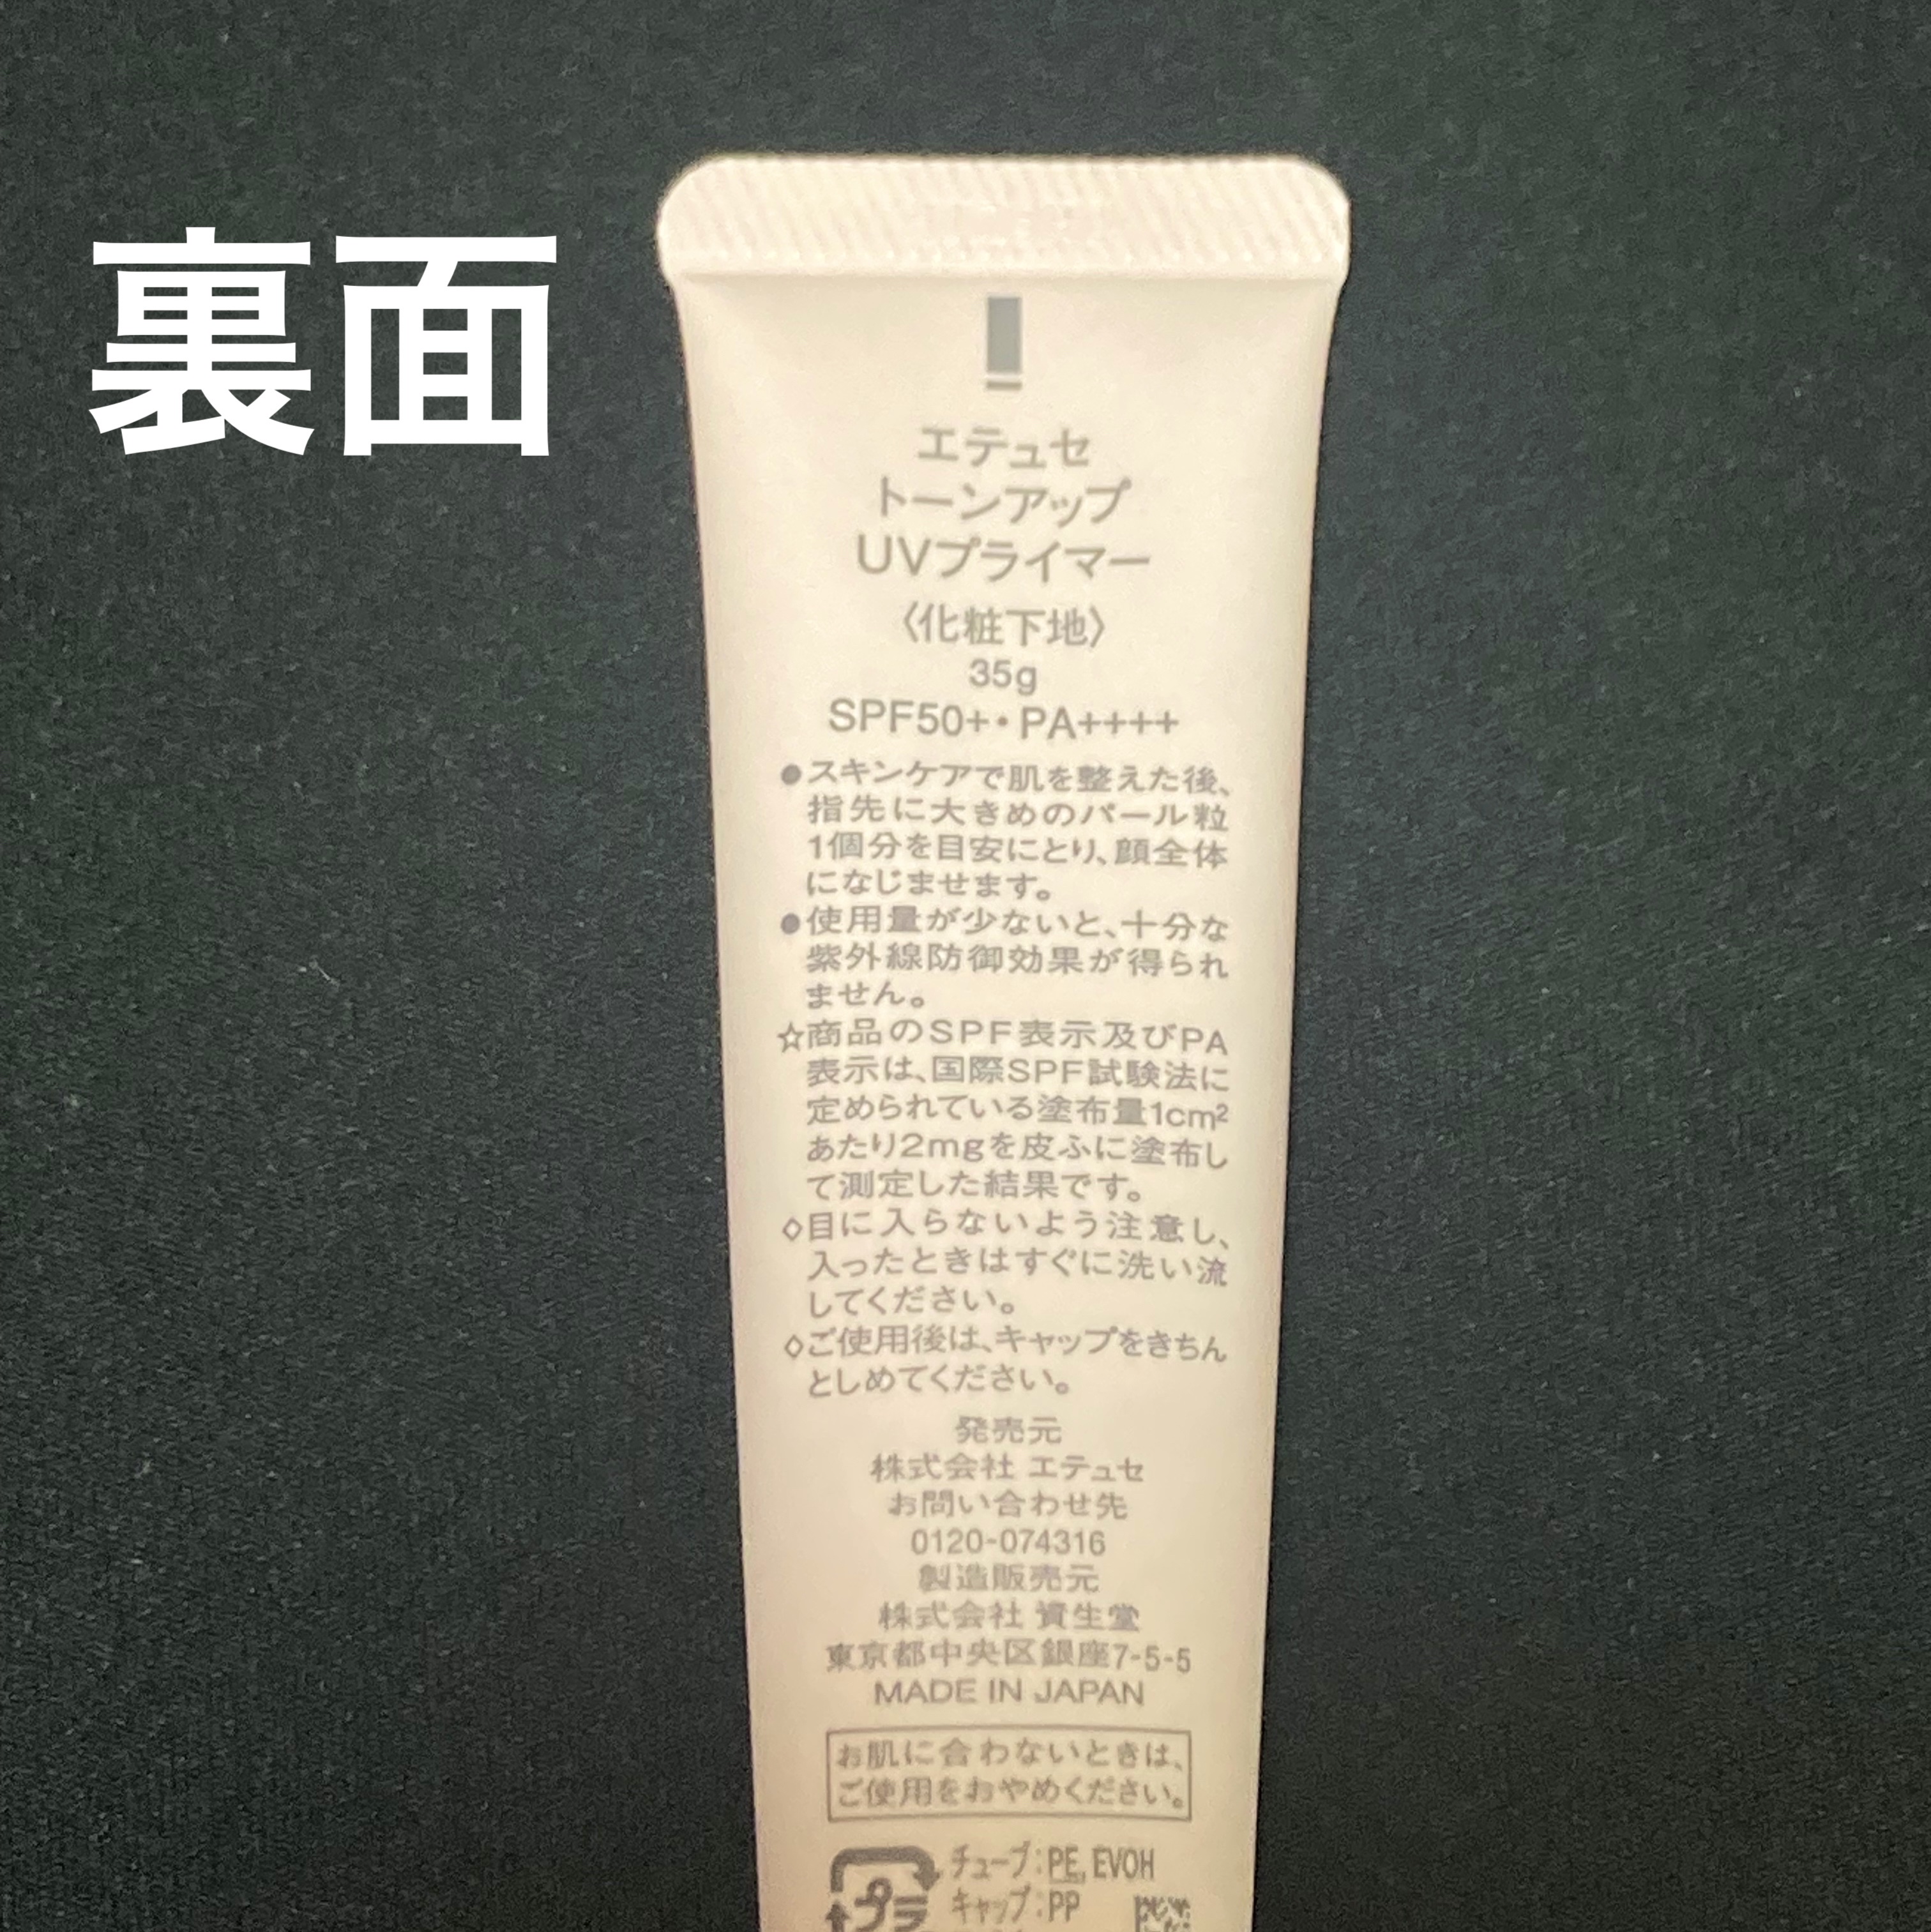 裏面
エテュセ
トーンアップ
UVプライマー
〈化粧下地〉
35g
SPF50+・PA++++
●スキンケアで肌を整えた後、
指先に大きめのパール粒
1個分を目安にとり、顔全体
になじませます。
●使用量が少ないと、十分な
紫外線防御効果が得られ
ません。
☆商品のSPF表示及びPA
表示は、国際SPF試験法に
定められている塗布量1cm²
あたり2mgを皮ふに塗布し
て測定した結果です。
◇目に入らないよう注意し、
入ったときはすぐに洗い流
してください。
◇ご使用後は、キャップをきちん
としめてください。
発売元
株式会社 エテュセ
お問い合わせ先
0120-074316
製造販売元
株式会社 資生堂
東京都中央区銀座7-5-5
MADE IN JAPAN
お肌に合わないときは、
ご使用をおやめください。
チューブ:PE, EVOH
プラ キャップ:PP